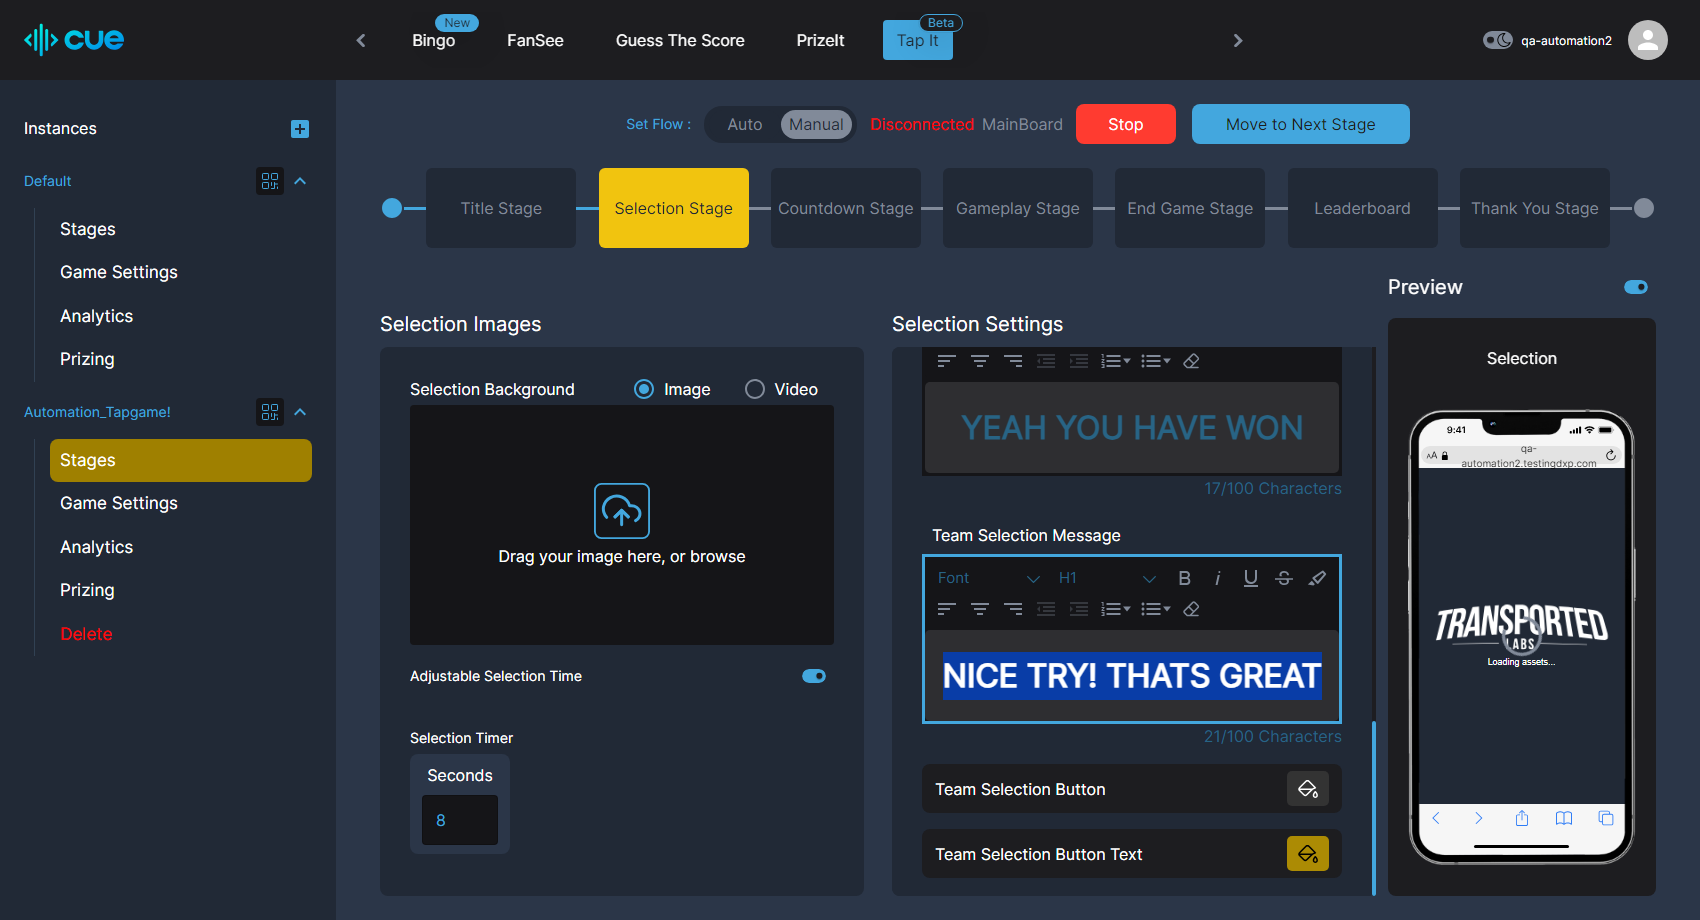 cue
New
Bingo
FanSee
Guess The Score
PrizeIt
Beta
Tap It
qa-automation2
Instances
Default
Stages
Game Settings
Analytics
Prizing
Automation_Tapgame!
Stages
Game Settings
Analytics
Prizing
Delete
Set Flow :
Auto
Manual
Disconnected MainBoard
Stop
Move to Next Stage
Title Stage
Selection Stage
Countdown Stage
Gameplay Stage
End Game Stage
Leaderboard
Thank You Stage
Selection Images
Selection Background
Image
Video
Drag your image here, or browse
Adjustable Selection Time
Selection Timer
Seconds
8
Selection Settings
YEAH YOU HAVE WON
17/100 Characters
Team Selection Message
Font
H1
B
i
U
S
NICE TRY! THATS GREAT
21/100 Characters
Team Selection Button
Team Selection Button Text
Preview
Selection
9:41
AA
qa-
automation2.testingdxp.com
TRANSPORTED
LABS
Loading assets...